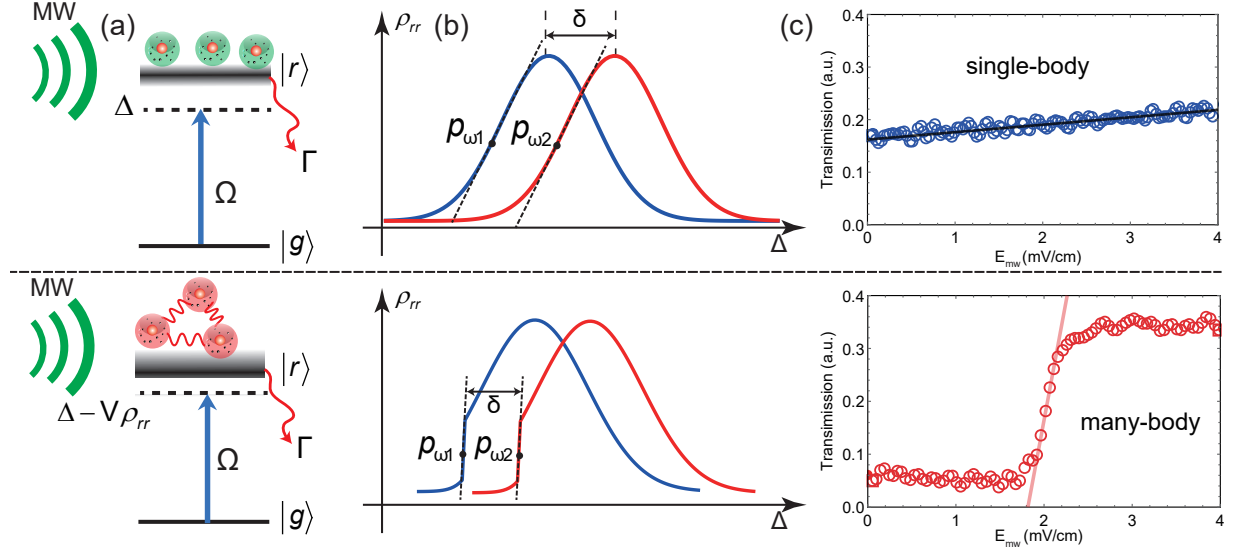 MW
(a)
|r⟩
Δ
Γ
Ω
|g⟩
(b)
ρrr
δ
pω1
pω2
Δ
(c)
0.4
0.3
0.2
0.1
0.0
Transimission (a.u.)
single-body
0
1
2
3
4
Emw (mV/cm)
MW
|r⟩
Δ − Vρrr
Γ
Ω
|g⟩
ρrr
δ
pω1
pω2
Δ
0.4
0.3
0.2
0.1
0.0
Transimission (a.u.)
many-body
0
1
2
3
4
Emw (mV/cm)